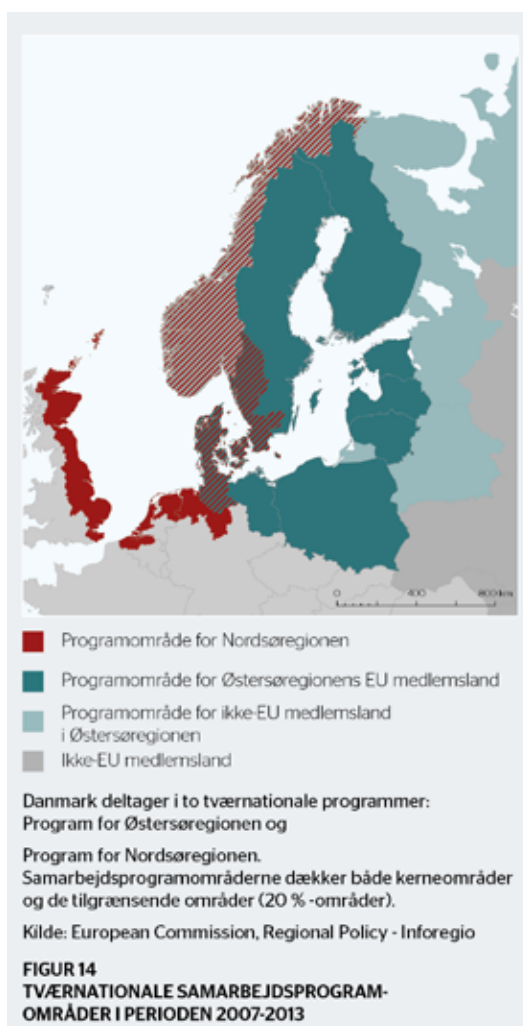 0 400 800 km
Programområde for Nordsøregionen
Programområde for Østersøregionens EU medlemsland
Programområde for ikke-EU medlemsland
i Østersøregionen
Ikke-EU medlemsland
Danmark deltager i to tværnationale programmer:
Program for Østersøregionen og
Program for Nordsøregionen.
Samarbejdsprogramområderne dækker både kerneområder
og de tilgrænsende områder (20 % -områder).
Kilde: European Commission, Regional Policy - Inforegio
FIGUR 14
TVÆRNATIONALE SAMARBEJDSPROGRAM-
OMRÅDER I PERIODEN 2007-2013